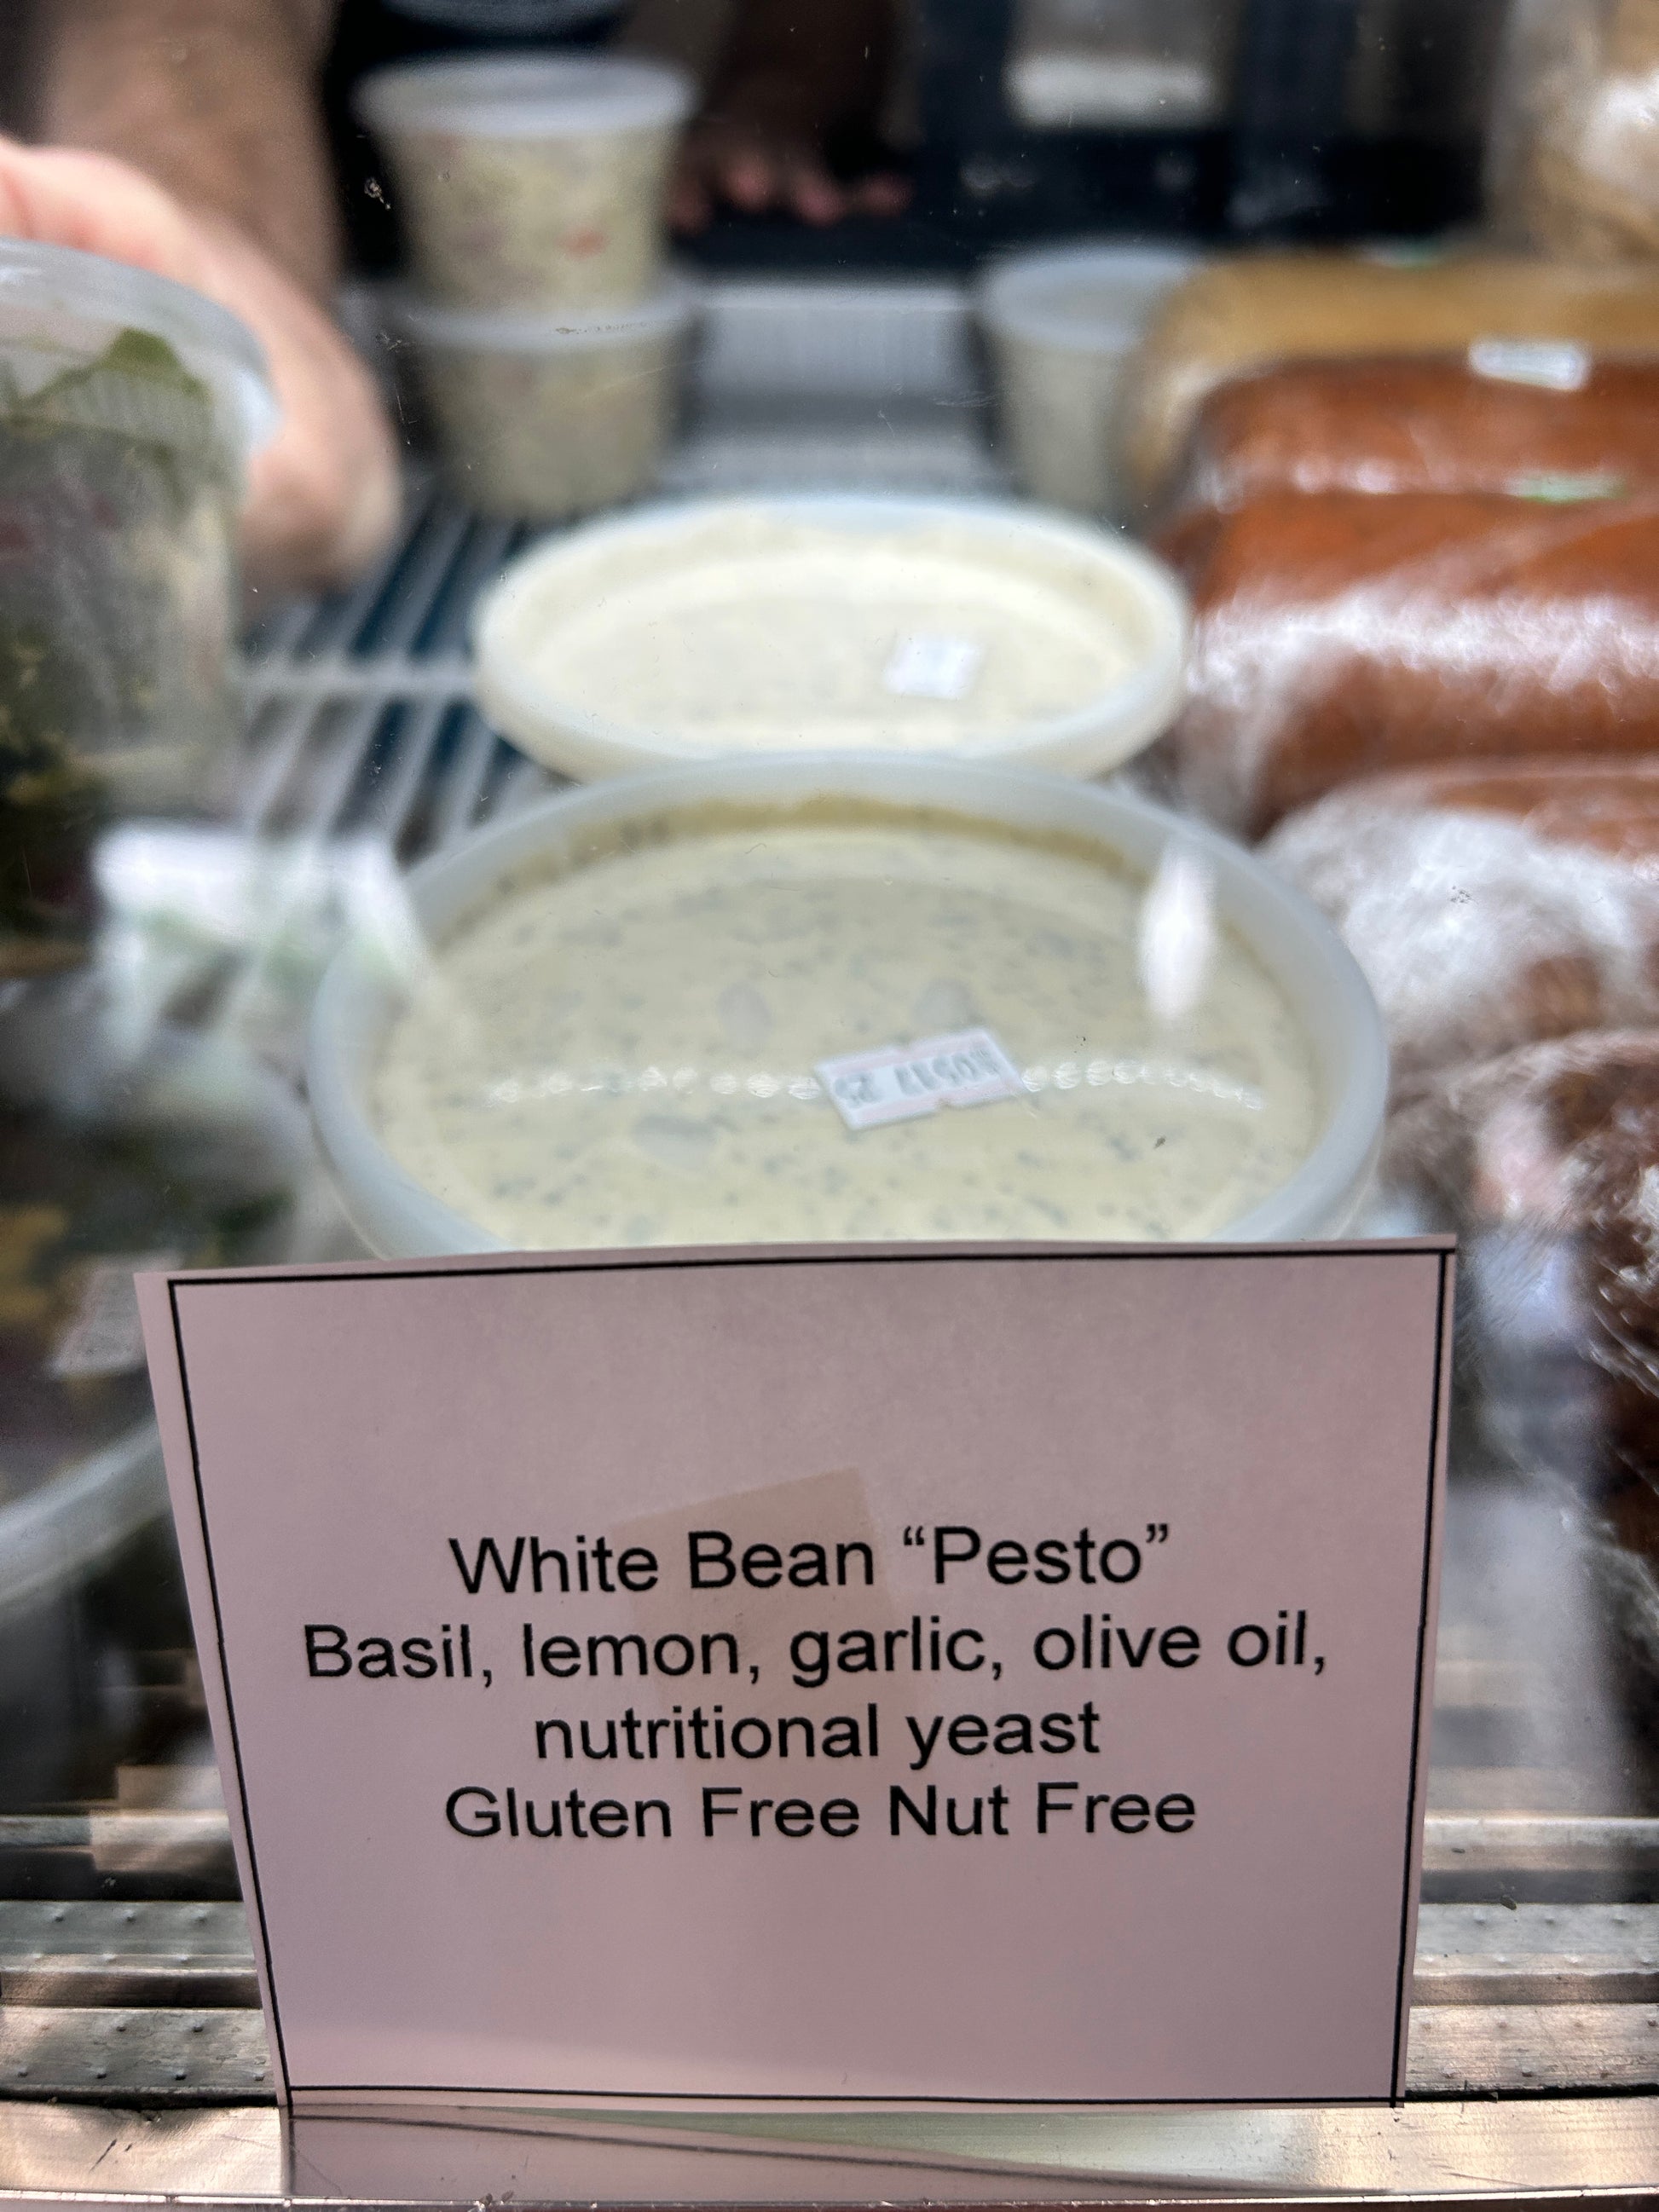 White Bean “Pesto”
Basil, lemon, garlic, olive oil,
nutritional yeast
Gluten Free Nut Free